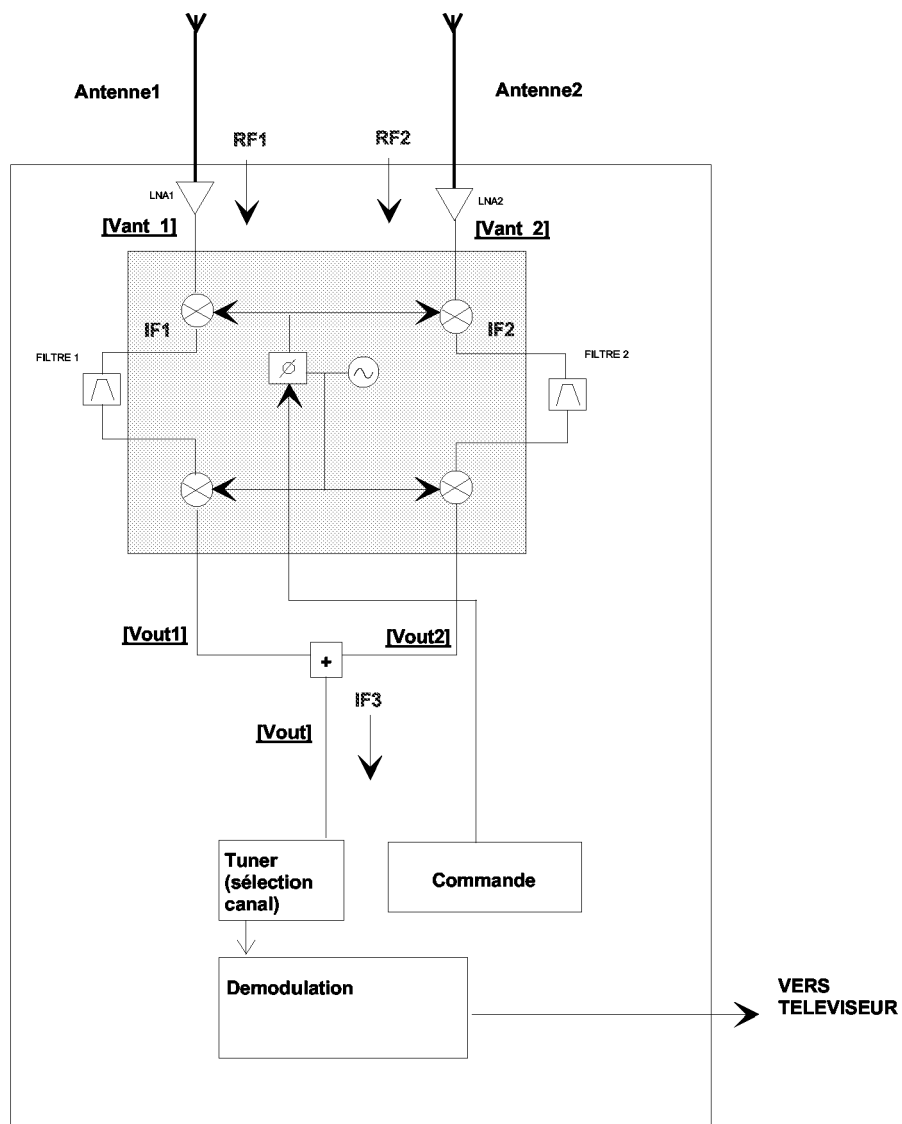 Antenne1
Antenne2
RF1
RF2
LNA1
LNA2
[Vant_1]
[Vant_2]
IF1
IF2
FILTRE 1
FILTRE 2
ø
[Vout1]
[Vout2]
+
IF3
[Vout]
Tuner
(sélection
canal)
Commande
Demodulation
VERS
TELEVISEUR